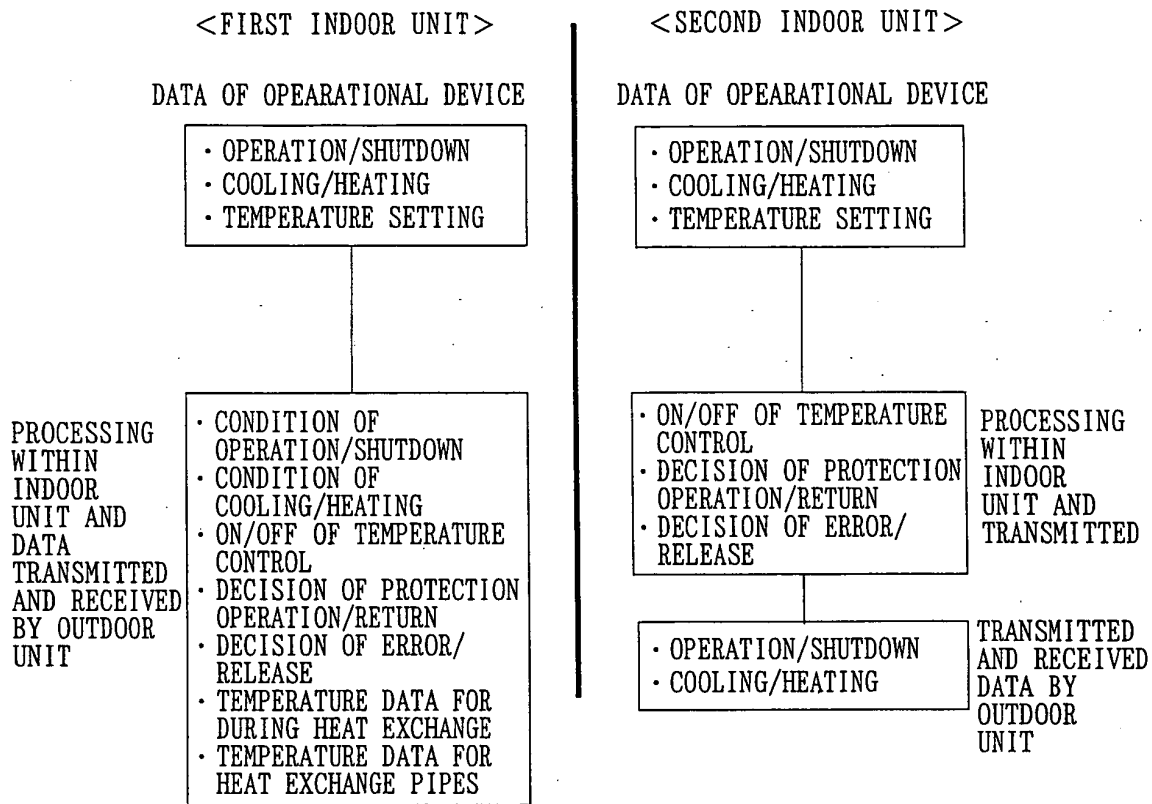 <FIRST INDOOR UNIT>
DATA OF OPEARATIONAL DEVICE
· OPERATION/SHUTDOWN
· COOLING/HEATING
· TEMPERATURE SETTING
PROCESSING
WITHIN
INDOOR
UNIT AND
DATA
TRANSMITTED
AND RECEIVED
BY OUTDOOR
UNIT
· CONDITION OF
OPERATION/SHUTDOWN
· CONDITION OF
COOLING/HEATING
· ON/OFF OF TEMPERATURE
CONTROL
· DECISION OF PROTECTION
OPERATION/RETURN
· DECISION OF ERROR/
RELEASE
· TEMPERATURE DATA FOR
DURING HEAT EXCHANGE
· TEMPERATURE DATA FOR
HEAT EXCHANGE PIPES
<SECOND INDOOR UNIT>
DATA OF OPEARATIONAL DEVICE
· OPERATION/SHUTDOWN
· COOLING/HEATING
· TEMPERATURE SETTING
· ON/OFF OF TEMPERATURE
CONTROL
· DECISION OF PROTECTION
OPERATION/RETURN
· DECISION OF ERROR/
RELEASE
PROCESSING
WITHIN
INDOOR
UNIT AND
TRANSMITTED
· OPERATION/SHUTDOWN
· COOLING/HEATING
TRANSMITTED
AND RECEIVED
DATA BY
OUTDOOR
UNIT